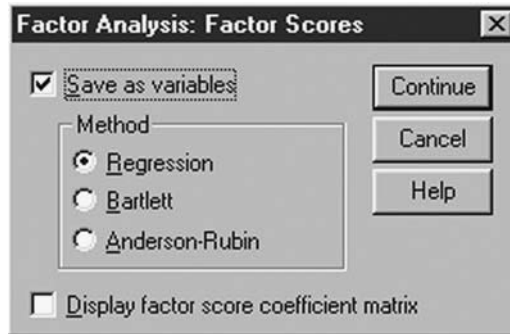 Factor Analysis: Factor Scores
Save as variables
Continue
Method
Cancel
Regression
Help
Bartlett
Anderson-Rubin
Display factor score coefficient matrix